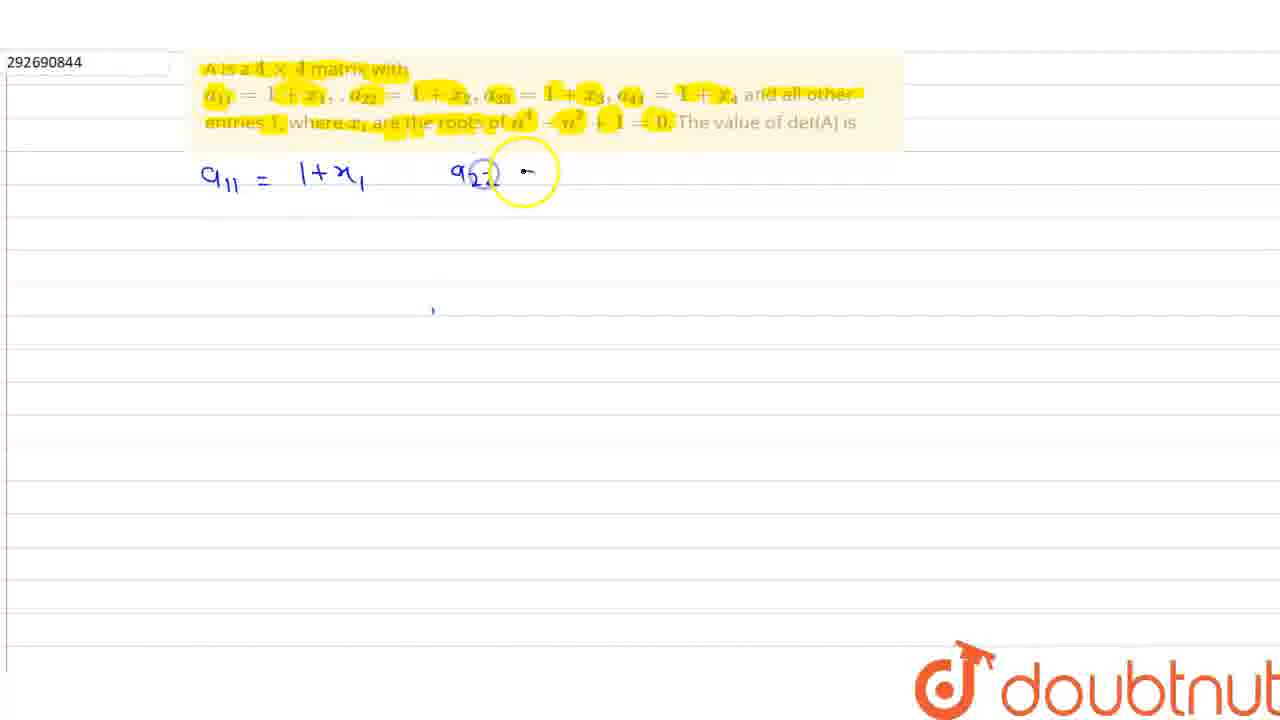 292690844
A is a 4 × 4 matrix with
a₁₁ = 1 + x₁, . a₂₂ = 1 + x₂, a₃₃ = 1 + x₃, a₄₄ = 1 + x₄ and all other
entries 1, where xᵢ are the roots of n⁴ − n² + 1 = 0. The value of det(A) is
a₁₁ = 1 + x₁ a₂₂ =
doubtnut